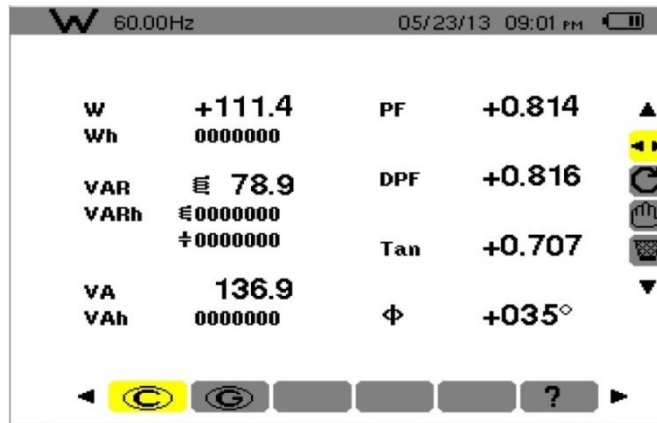 W 60.00Hz 05/23/13 09:01 PM
W +111.4 PF +0.814
Wh 0000000
VAR 78.9 DPF +0.816
VARh 0000000
0000000 Tan +0.707
VA 136.9
VAh 0000000 Φ +035°
C G ?